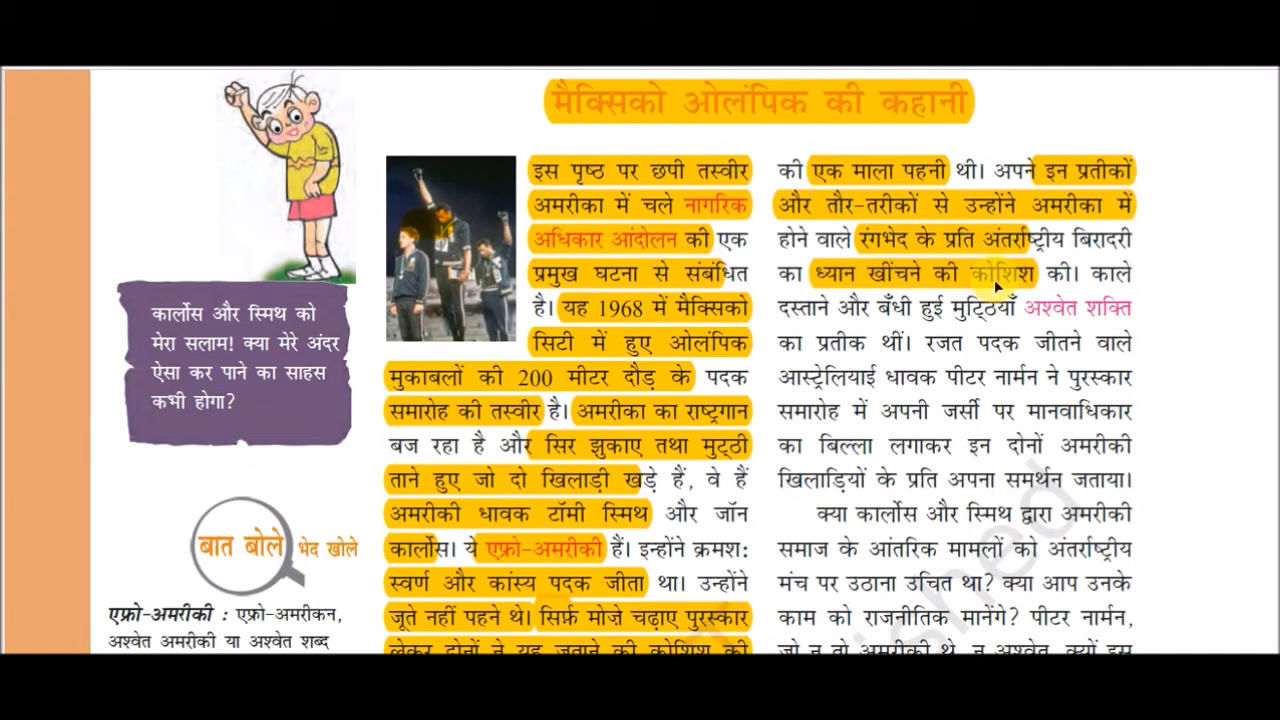 मैक्सिको ओलंपिक की कहानी
इस पृष्ठ पर छपी तस्वीर
अमरीका में चले नागरिक
अधिकार आंदोलन की एक
प्रमुख घटना से संबंधित
है। यह 1968 में मैक्सिको
सिटी में हुए ओलंपिक
मुकाबलों की 200 मीटर दौड़ के पदक
समारोह की तस्वीर है। अमरीका का राष्ट्रगान
बज रहा है और सिर झुकाए तथा मुट्ठी
ताने हुए जो दो खिलाड़ी खड़े हैं, वे हैं
अमरीकी धावक टॉमी स्मिथ और जॉन
कार्लोस। ये एफ्रो-अमरीकी हैं। इन्होंने क्रमश:
स्वर्ण और कांस्य पदक जीता था। उन्होंने
जूते नहीं पहने थे। सिर्फ़ मोज़े चढ़ाए पुरस्कार
लेकर दोनों ने यह जताने की कोशिश की
की एक माला पहनी थी। अपने इन प्रतीकों
और तौर-तरीकों से उन्होंने अमरीका में
होने वाले रंगभेद के प्रति अंतर्राष्ट्रीय बिरादरी
का ध्यान खींचने की कोशिश की। काले
दस्ताने और बँधी हुई मुट्ठियाँ अश्वेत शक्ति
का प्रतीक थीं। रजत पदक जीतने वाले
आस्ट्रेलियाई धावक पीटर नार्मन ने पुरस्कार
समारोह में अपनी जर्सी पर मानवाधिकार
का बिल्ला लगाकर इन दोनों अमरीकी
खिलाड़ियों के प्रति अपना समर्थन जताया।
क्या कार्लोस और स्मिथ द्वारा अमरीकी
समाज के आंतरिक मामलों को अंतर्राष्ट्रीय
मंच पर उठाना उचित था? क्या आप उनके
काम को राजनीतिक मानेंगे? पीटर नार्मन,
जो न तो अमरीकी थे, न अश्वेत, क्यों इस
कार्लोस और स्मिथ को
मेरा सलाम! क्या मेरे अंदर
ऐसा कर पाने का साहस
कभी होगा?
बात बोले भेद खोले
एफ्रो-अमरीकी : एफ्रो-अमरीकन,
अश्वेत अमरीकी या अश्वेत शब्द